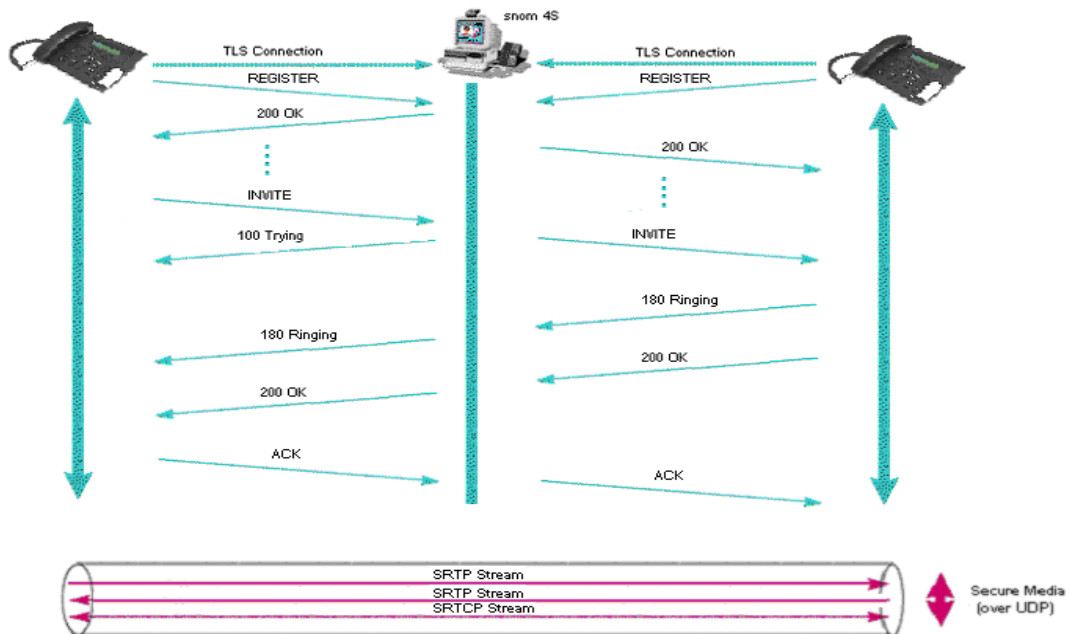 snom 4S
TLS Connection
TLS Connection
REGISTER
REGISTER
200 OK
200 OK
INVITE
100 Trying
INVITE
180 Ringing
180 Ringing
200 OK
200 OK
ACK
ACK
SRTP Stream
SRTP Stream
SRTCP Stream
Secure Media
(over UDP)